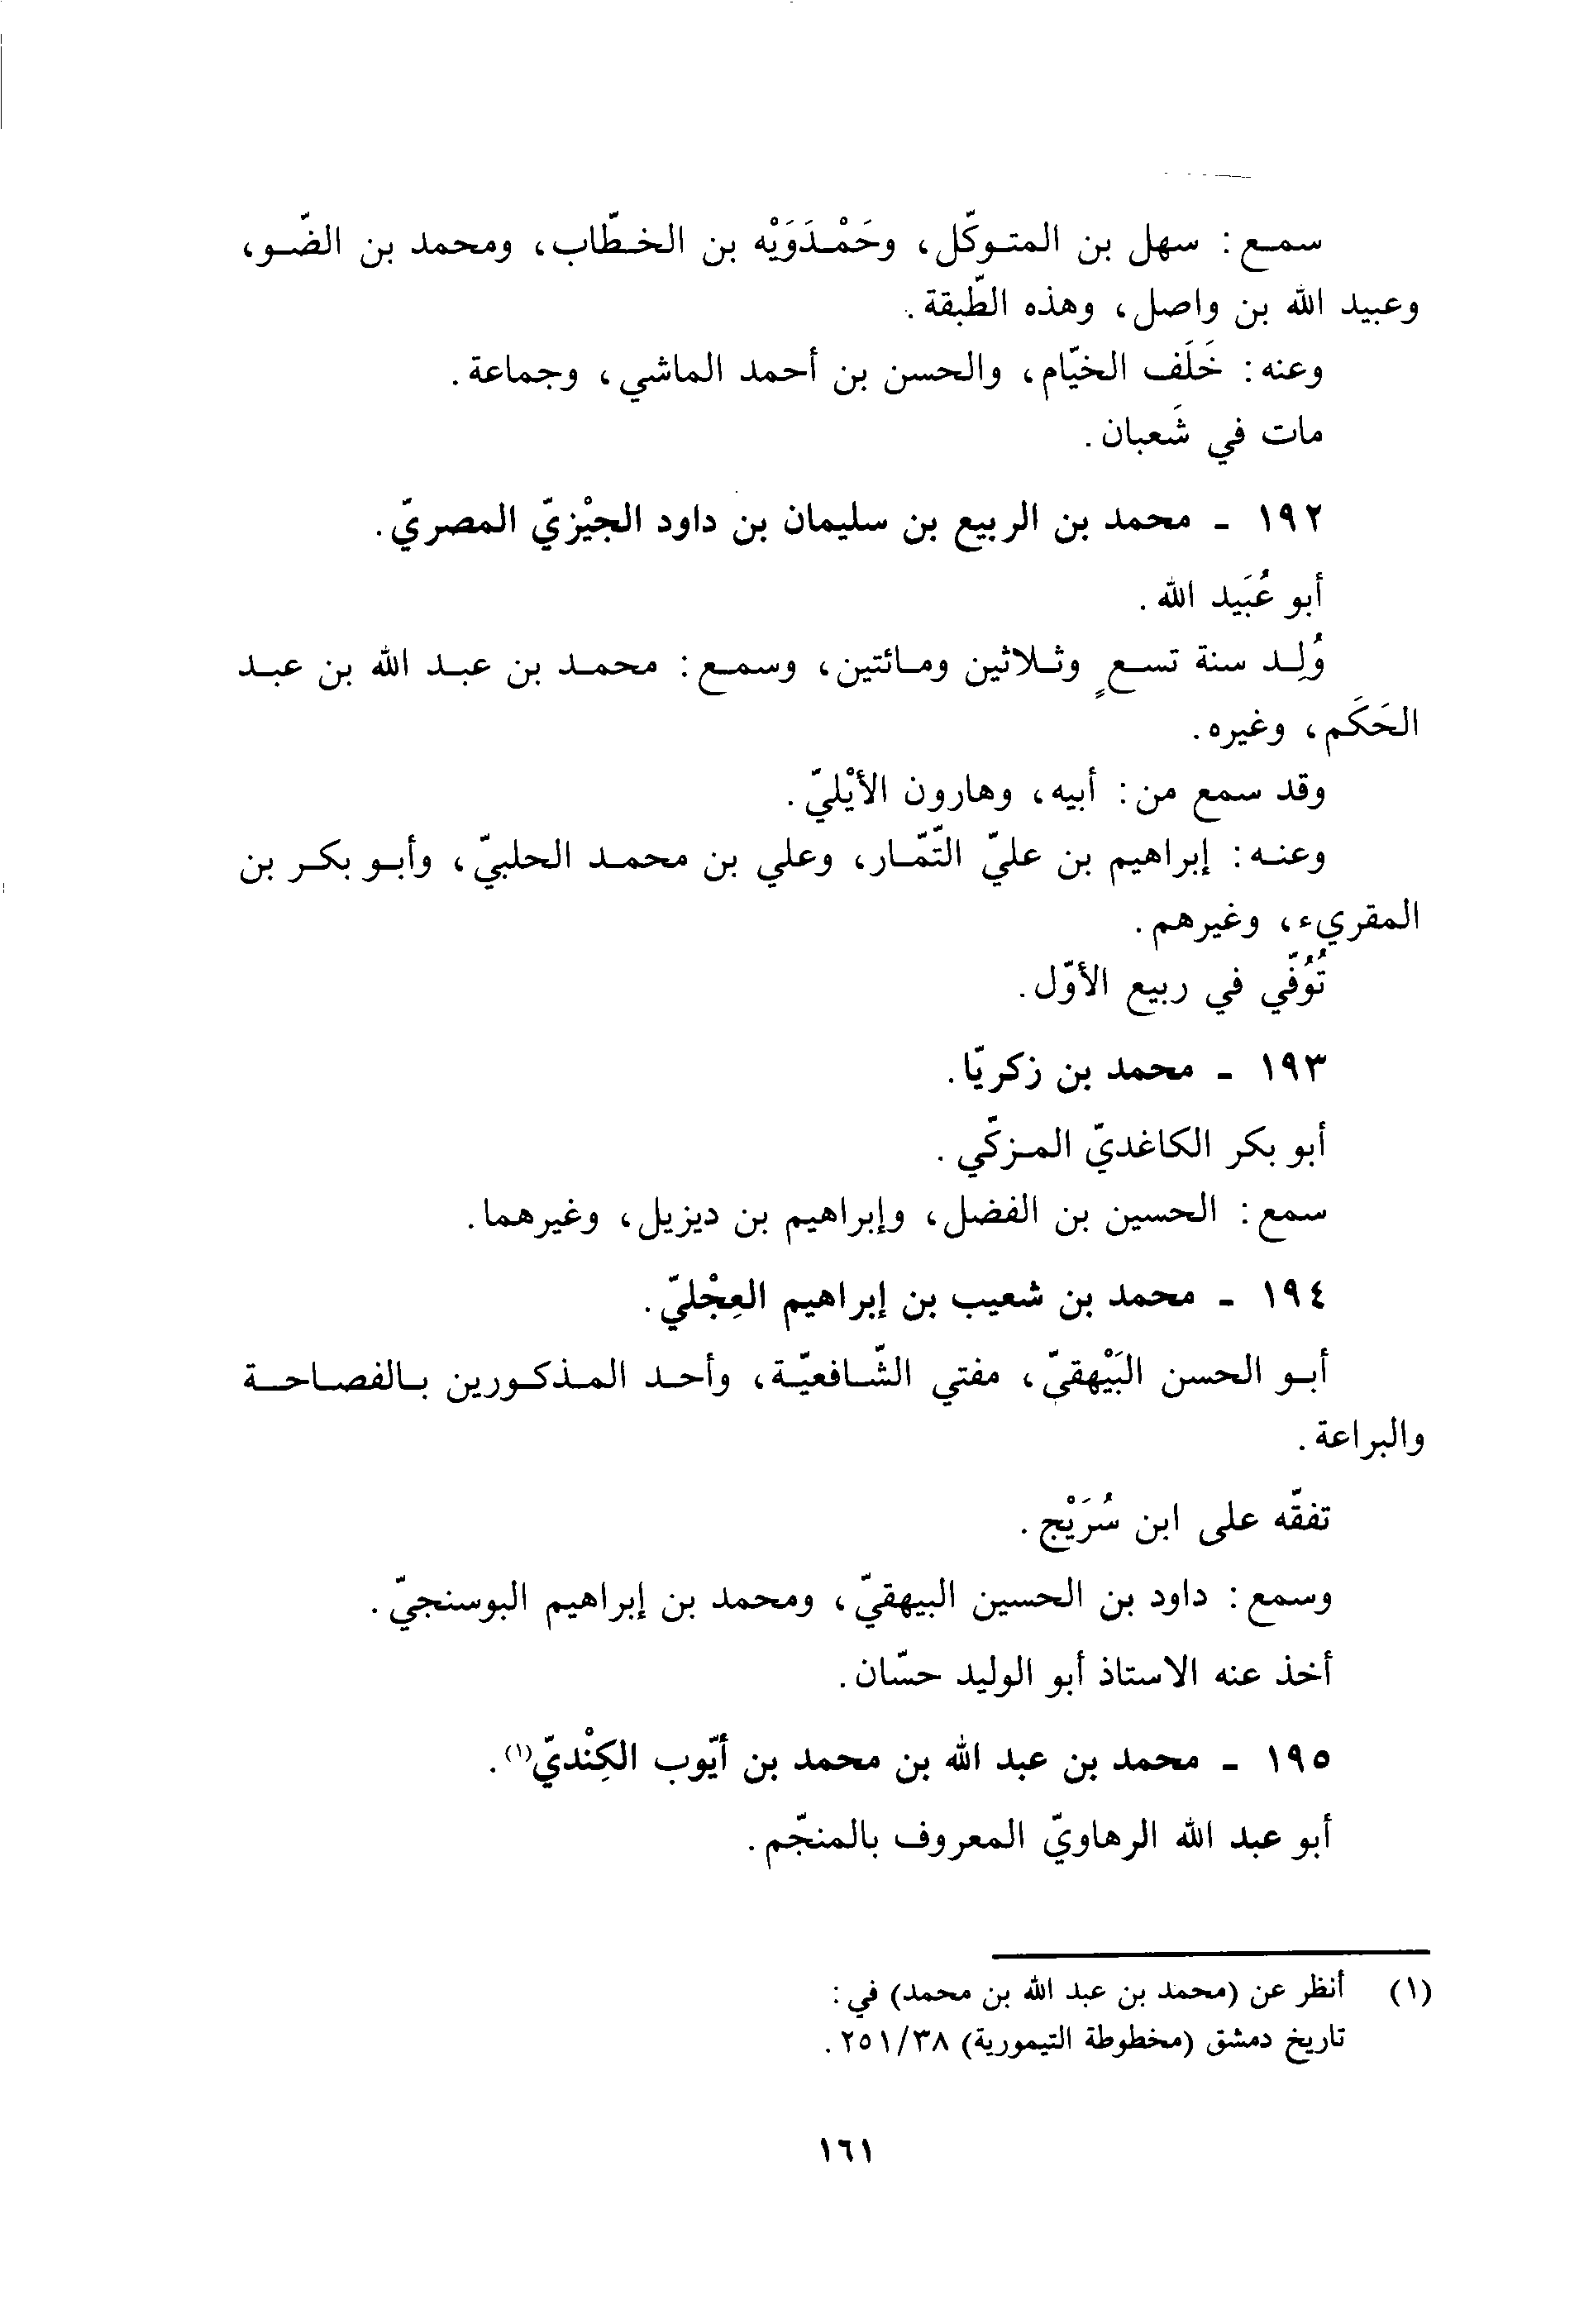 سمع: سهل بن المتوكّل، وحَمْدَوَيْه بن الخطّاب، ومحمد بن الضّو،
وعبيد الله بن واصل، وهذه الطّبقة.
وعنه: خَلَف الخيّام، والحسن بن أحمد الماشي، وجماعة.
مات في شَعبان.
١٩٢ - محمد بن الربيع بن سليمان بن داود الجيْزيّ المصريّ.
أبو عُبَيد الله.
وُلِد سنة تسعٍ وثلاثين ومائتين، وسمع: محمد بن عبد الله بن عبد
الحَكَم، وغيره.
وقد سمع من: أبيه، وهارون الأيْليّ.
وعنه: إبراهيم بن عليّ التّمّار، وعلي بن محمد الحلبيّ، وأبو بكر بن
المقريء، وغيرهم.
تُوُفّي في ربيع الأوّل.
١٩٣ - محمد بن زكريّا.
أبو بكر الكاغديّ المزكّي.
سمع: الحسين بن الفضل، وإبراهيم بن ديزيل، وغيرهما.
١٩٤ - محمد بن شعيب بن إبراهيم العِجْليّ.
أبو الحسن البَيْهقيّ، مفتي الشّافعيّة، وأحد المذكورين بالفصاحة
والبراعة.
تفقّه على ابن سُرَيْج.
وسمع: داود بن الحسين البيهقيّ، ومحمد بن إبراهيم البوسنجيّ.
أخذ عنه الاستاذ أبو الوليد حسّان.
١٩٥ - محمد بن عبد الله بن محمد بن أيّوب الكِنْديّ(١).
أبو عبد الله الرهاويّ المعروف بالمنجّم.
(١) أنظر عن (محمد بن عبد الله بن محمد) في:
تاريخ دمشق (مخطوطة التيمورية) ٣٨/٢٥١.
١٦١